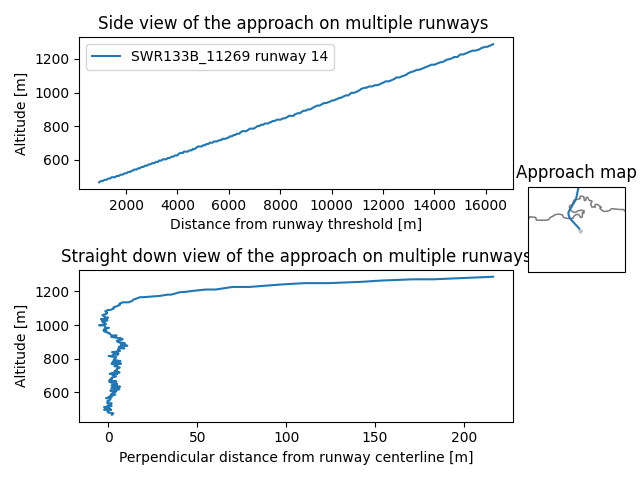 Side view of the approach on multiple runways
SWR133B_11269 runway 14
1200
1000
800
600
Altitude [m]
2000 4000 6000 8000 10000 12000 14000 16000
Distance from runway threshold [m]
Approach map
Straight down view of the approach on multiple runways
1200
1000
800
600
Altitude [m]
0 50 100 150 200
Perpendicular distance from runway centerline [m]